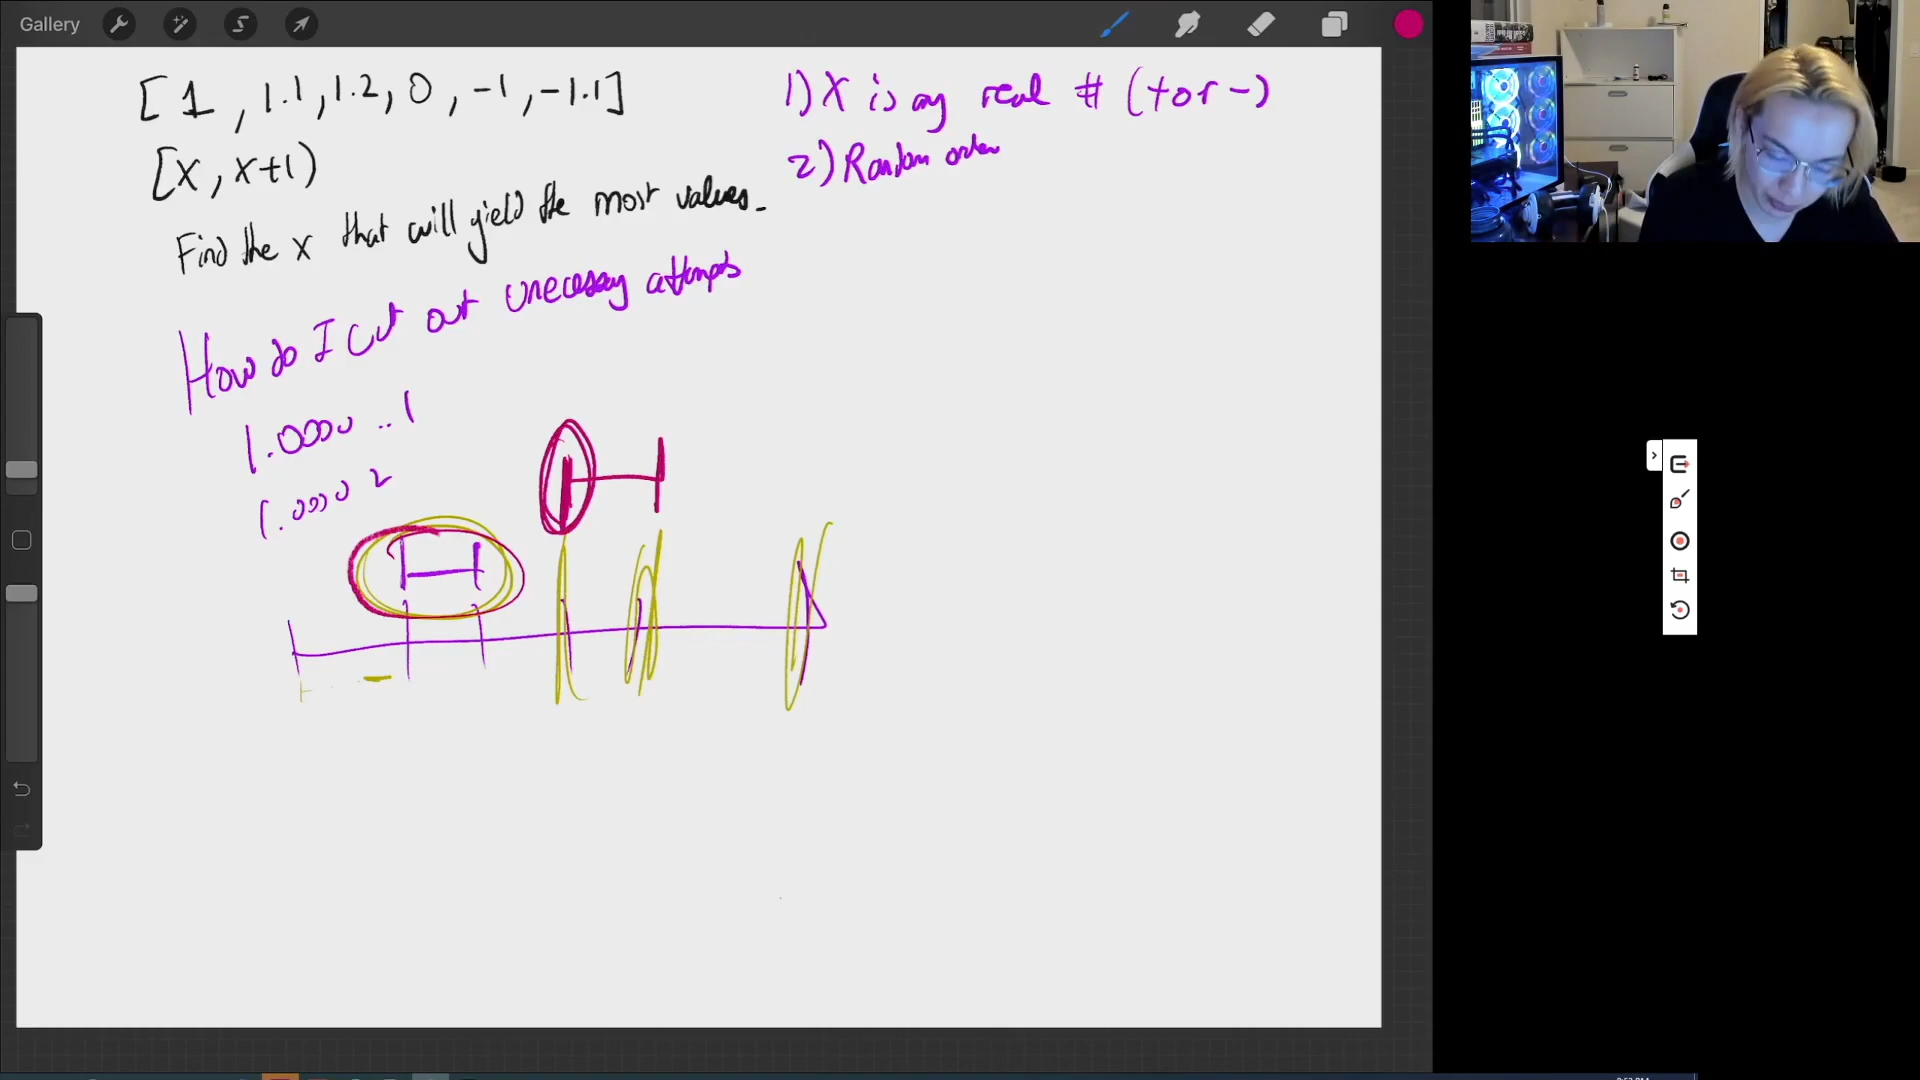 Gallery
[1, 1.1, 1.2, 0, -1, -1.1]
[x, x+1)
Find the x that will yield the most values.
How do I cut out unecessay attempts
1.0000..1
1.0000 2
1) X is any real # (+ or -)
2) Random order